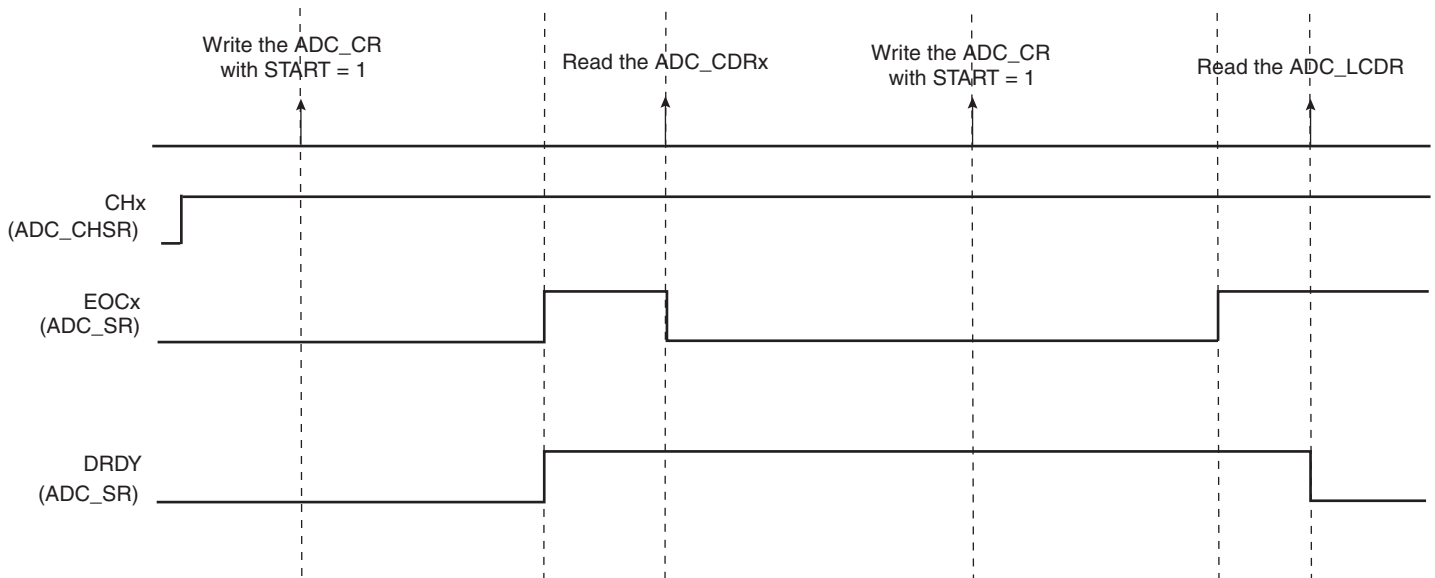 Write the ADC_CR
with START = 1
Read the ADC_CDRx
Write the ADC_CR
with START = 1
Read the ADC_LCDR
CHx
(ADC_CHSR)
EOCx
(ADC_SR)
DRDY
(ADC_SR)